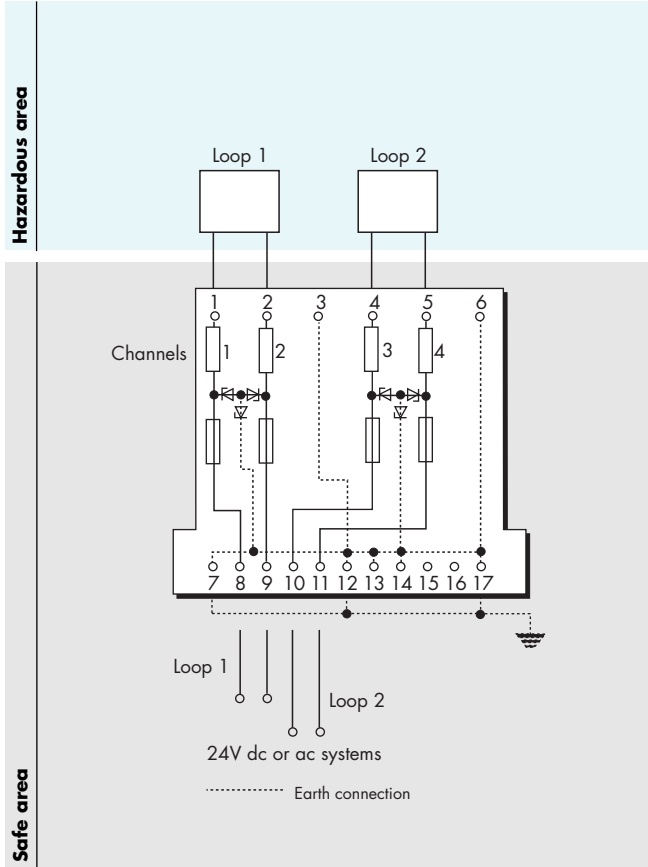 Hazardous area
Loop 1 Loop 2
1 2 3 4 5 6
Channels 1 2 3 4
7 8 9 10 11 12 13 14 15 16 17
Loop 1
Loop 2
24V dc or ac systems
Earth connection
Safe area